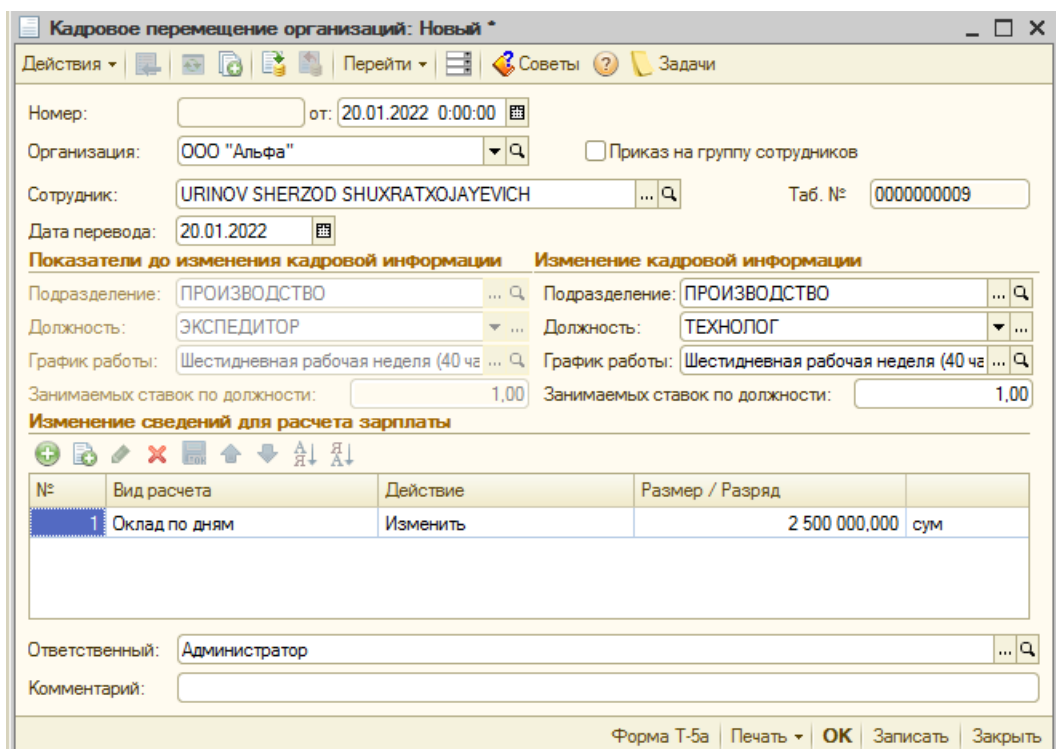 Кадровое перемещение организаций: Новый *
Действия Перейти Советы Задачи
Номер: от: 20.01.2022 0:00:00
Организация: ООО "Альфа" Приказ на группу сотрудников
Сотрудник: URINOV SHERZOD SHUXRATXOJAYEVICH ... Таб. № 0000000009
Дата перевода: 20.01.2022
Показатели до изменения кадровой информации Изменение кадровой информации
Подразделение: ПРОИЗВОДСТВО ... Подразделение: ПРОИЗВОДСТВО ...
Должность: ЭКСПЕДИТОР ... Должность: ТЕХНОЛОГ ...
График работы: Шестидневная рабочая неделя (40 ча ... График работы: Шестидневная рабочая неделя (40 ча ...
Занимаемых ставок по должности: 1,00 Занимаемых ставок по должности: 1,00
Изменение сведений для расчета зарплаты
№ Вид расчета Действие Размер / Разряд
1 Оклад по дням Изменить 2 500 000,000 сум
Ответственный: Администратор ...
Комментарий:
Форма Т-5а Печать OK Записать Закрыть